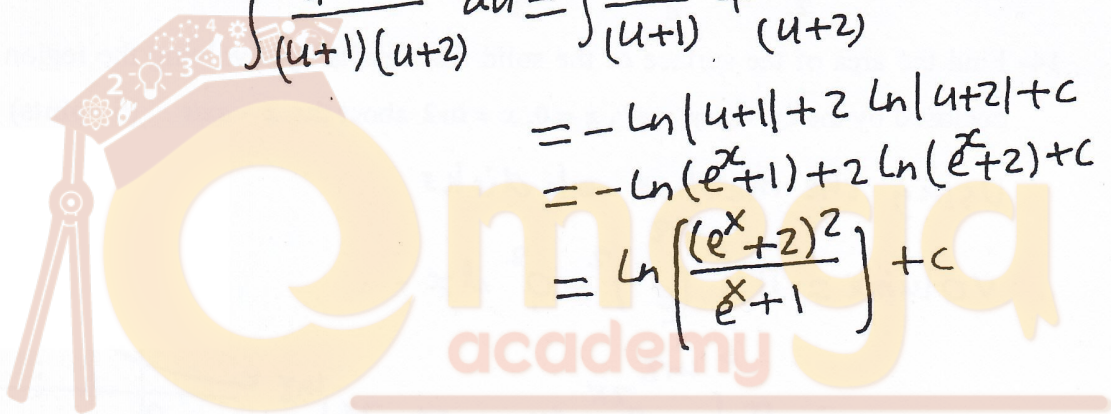 ∫ ―――― du = ∫ ―――― + ――――
(u+1)(u+2) (u+1) (u+2)
= -ln|u+1| + 2 ln|u+2| + c
= -ln(e^x+1) + 2 ln(e^x+2) + c
= ln[(e^x+2)^2 / e^x+1] + c
omega
academy